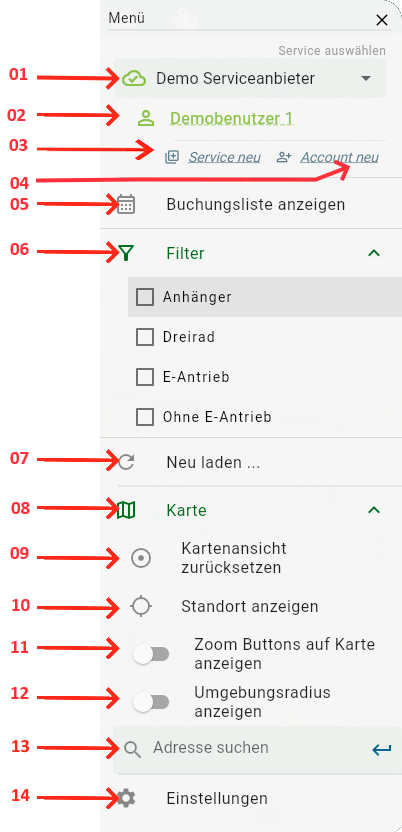 Menü
Service auswählen
01 Demo Serviceanbieter
02 Demobenutzer 1
03 Service neu Account neu
04
05 Buchungsliste anzeigen
06 Filter
Anhänger
Dreirad
E-Antrieb
Ohne E-Antrieb
07 Neu laden ...
08 Karte
09 Kartenansicht
zurücksetzen
10 Standort anzeigen
11 Zoom Buttons auf Karte
anzeigen
12 Umgebungsradius
anzeigen
13 Adresse suchen
14 Einstellungen